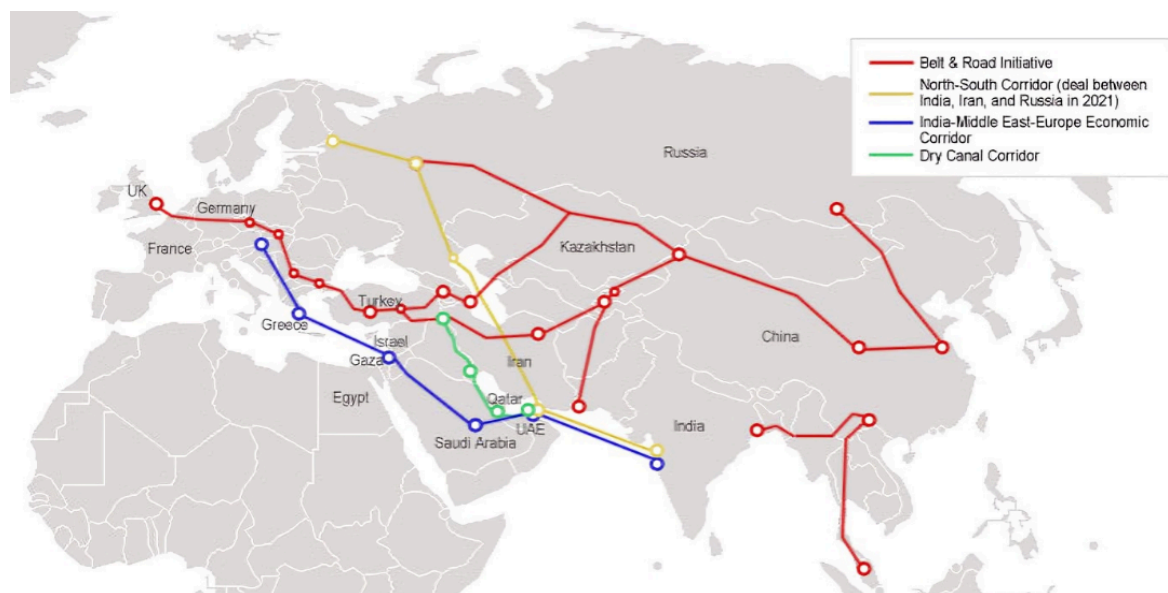 Belt & Road Initiative
North-South Corridor (deal between
India, Iran, and Russia in 2021)
India-Middle East-Europe Economic
Corridor
Dry Canal Corridor
Russia
UK
Germany
France
Kazakhstan
Turkey
Greece
Israel
Gaza
Iran
China
Egypt
Qatar
UAE
India
Saudi Arabia